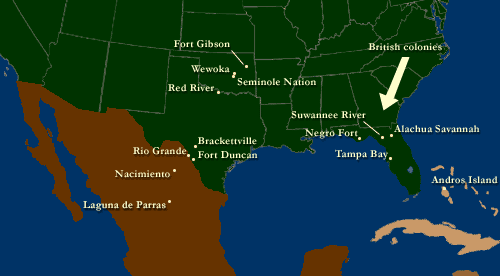 Fort Gibson
British colonies
Wewoka
Seminole Nation
Red River
Suwannee River
Negro Fort
Alachua Savannah
Brackettville
Rio Grande
Fort Duncan
Tampa Bay
Nacimiento
Andros Island
Laguna de Parras